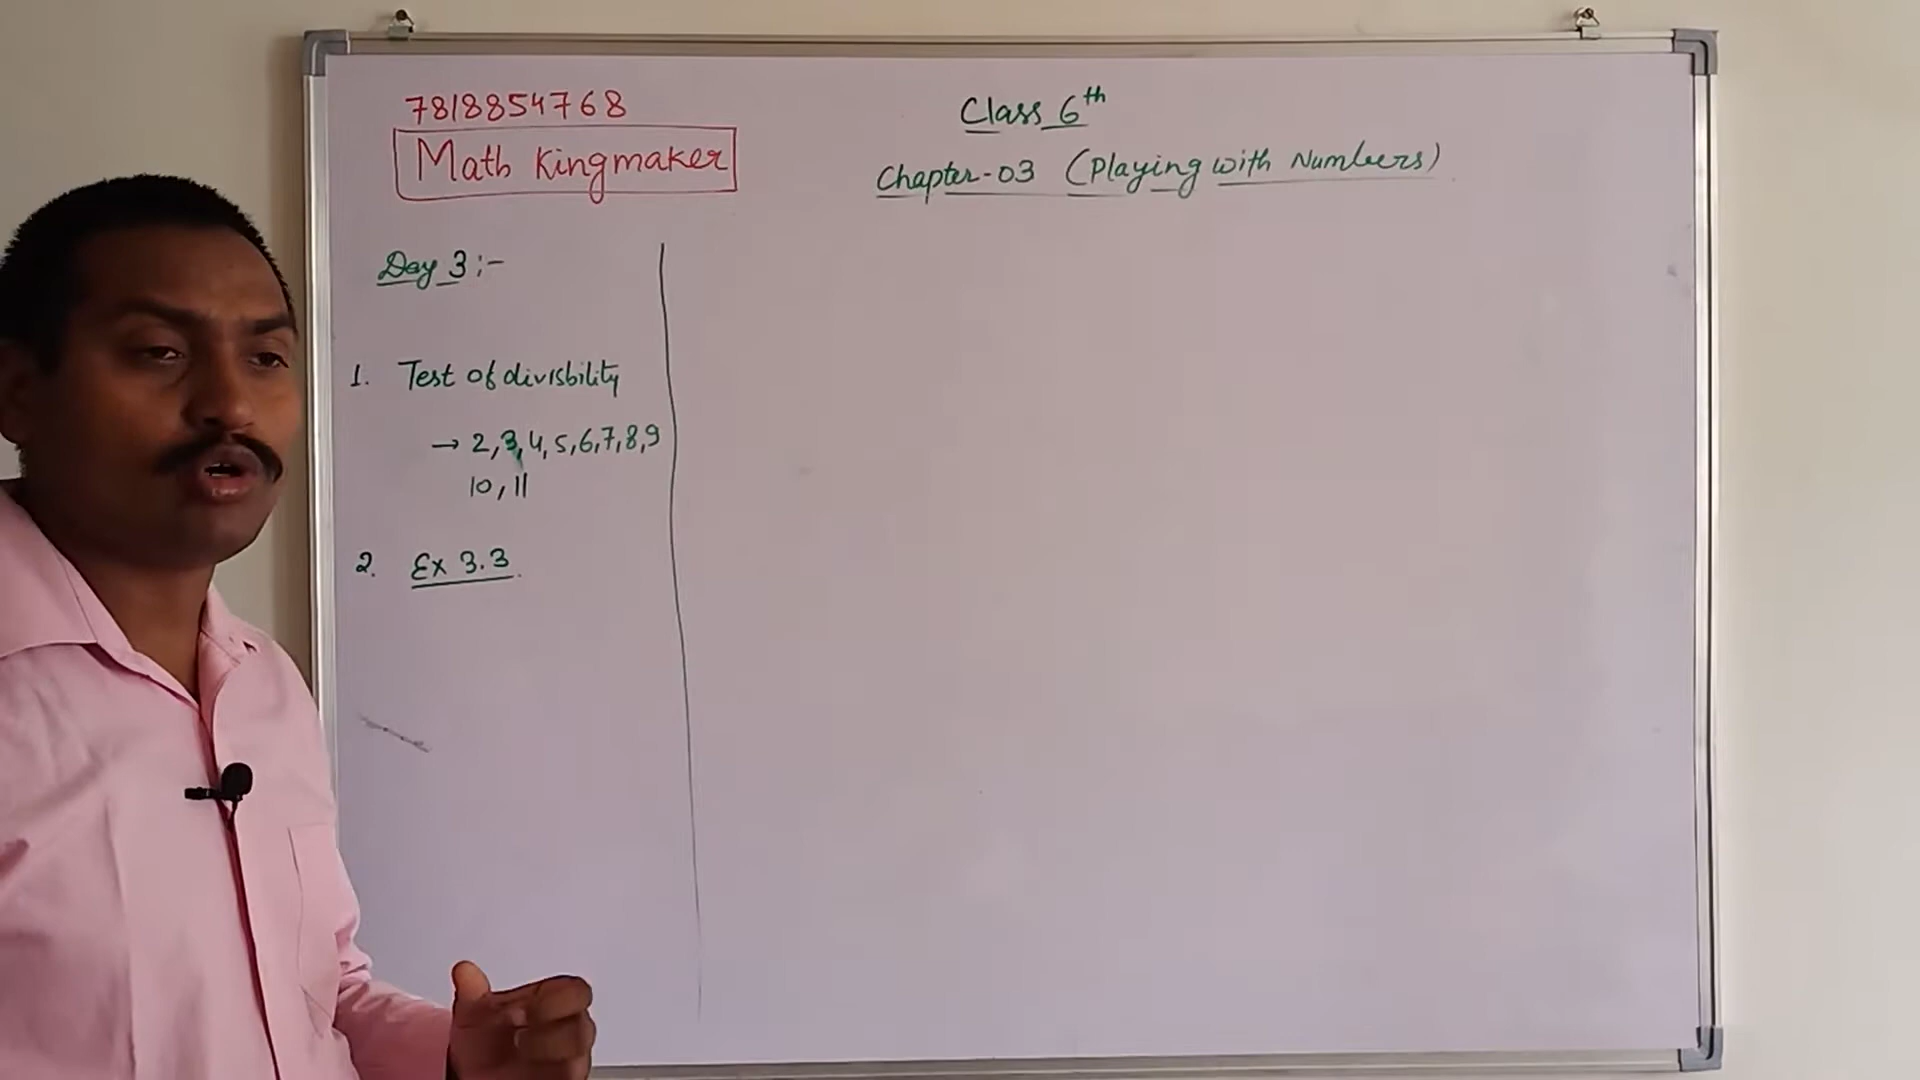 7818854768
Math Kingmaker
Class 6th
Chapter-03 (Playing with Numbers)
Day 3:-
1. Test of divisbility
→ 2,3,4,5,6,7,8,9
10,11
2. Ex 3.3